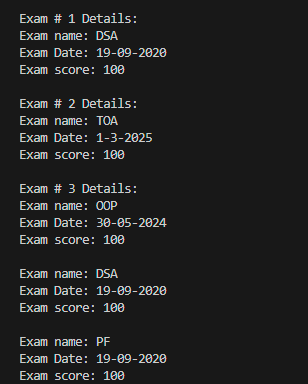 Exam # 1 Details:
Exam name: DSA
Exam Date: 19-09-2020
Exam score: 100

Exam # 2 Details:
Exam name: TOA
Exam Date: 1-3-2025
Exam score: 100

Exam # 3 Details:
Exam name: OOP
Exam Date: 30-05-2024
Exam score: 100

Exam name: DSA
Exam Date: 19-09-2020
Exam score: 100

Exam name: PF
Exam Date: 19-09-2020
Exam score: 100